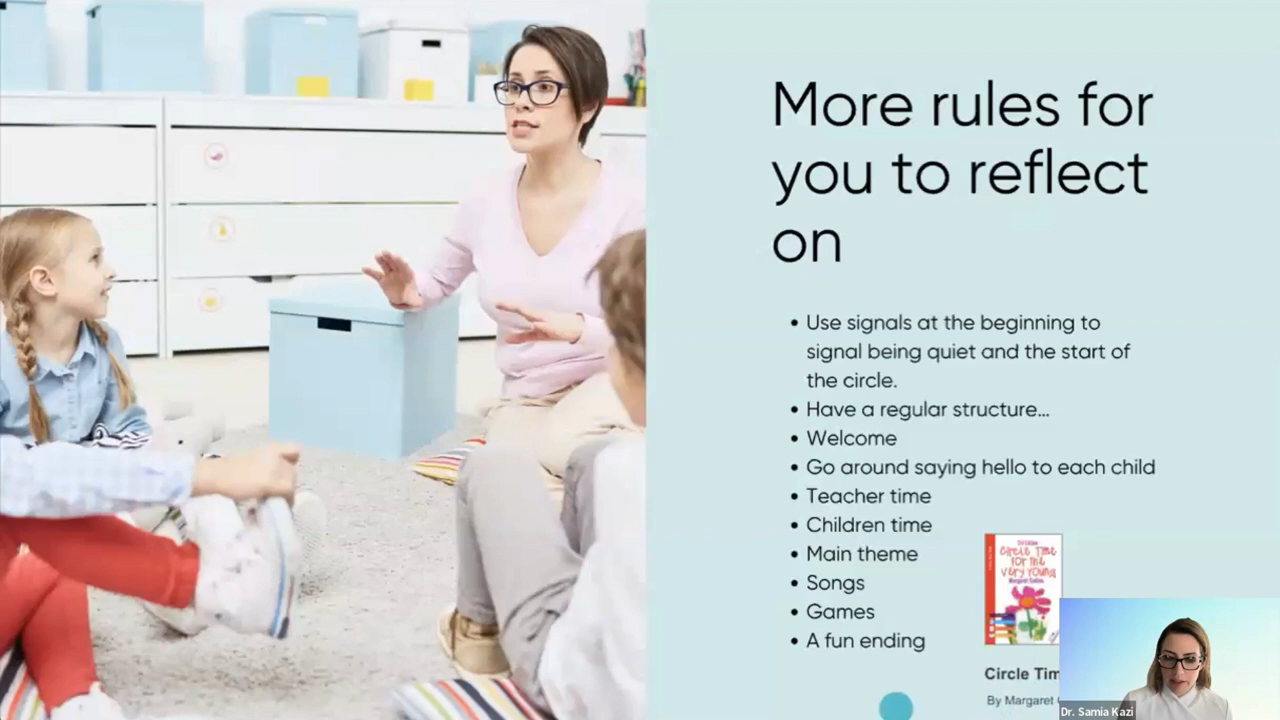 More rules for
you to reflect
on
• Use signals at the beginning to
signal being quiet and the start of
the circle.
• Have a regular structure...
• Welcome
• Go around saying hello to each child
• Teacher time
• Children time
• Main theme
• Songs
• Games
• A fun ending
Circle Time
for the
Very Young
Margaret Collins
Circle Tim
By Margaret
Dr. Samia Kazi